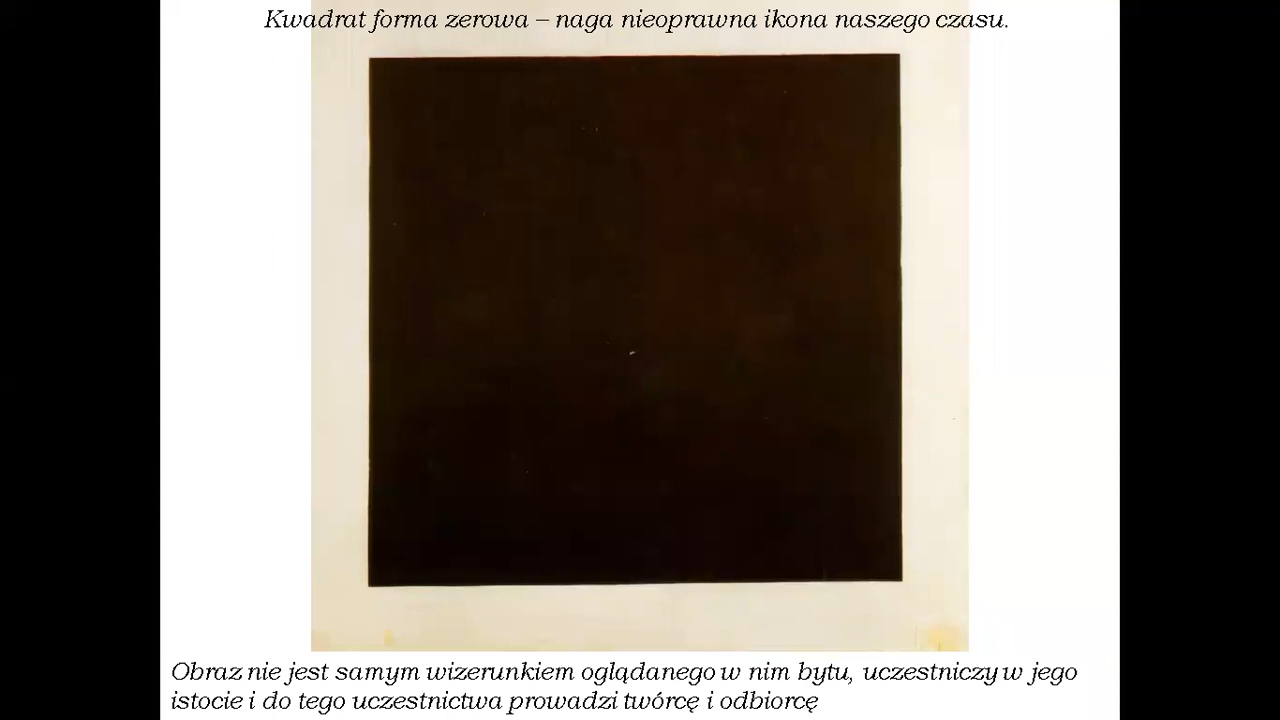 Kwadrat forma zerowa – naga nieoprawna ikona naszego czasu.
Obraz nie jest samym wizerunkiem oglądanego w nim bytu, uczestniczy w jego
istocie i do tego uczestnictwa prowadzi twórcę i odbiorcę